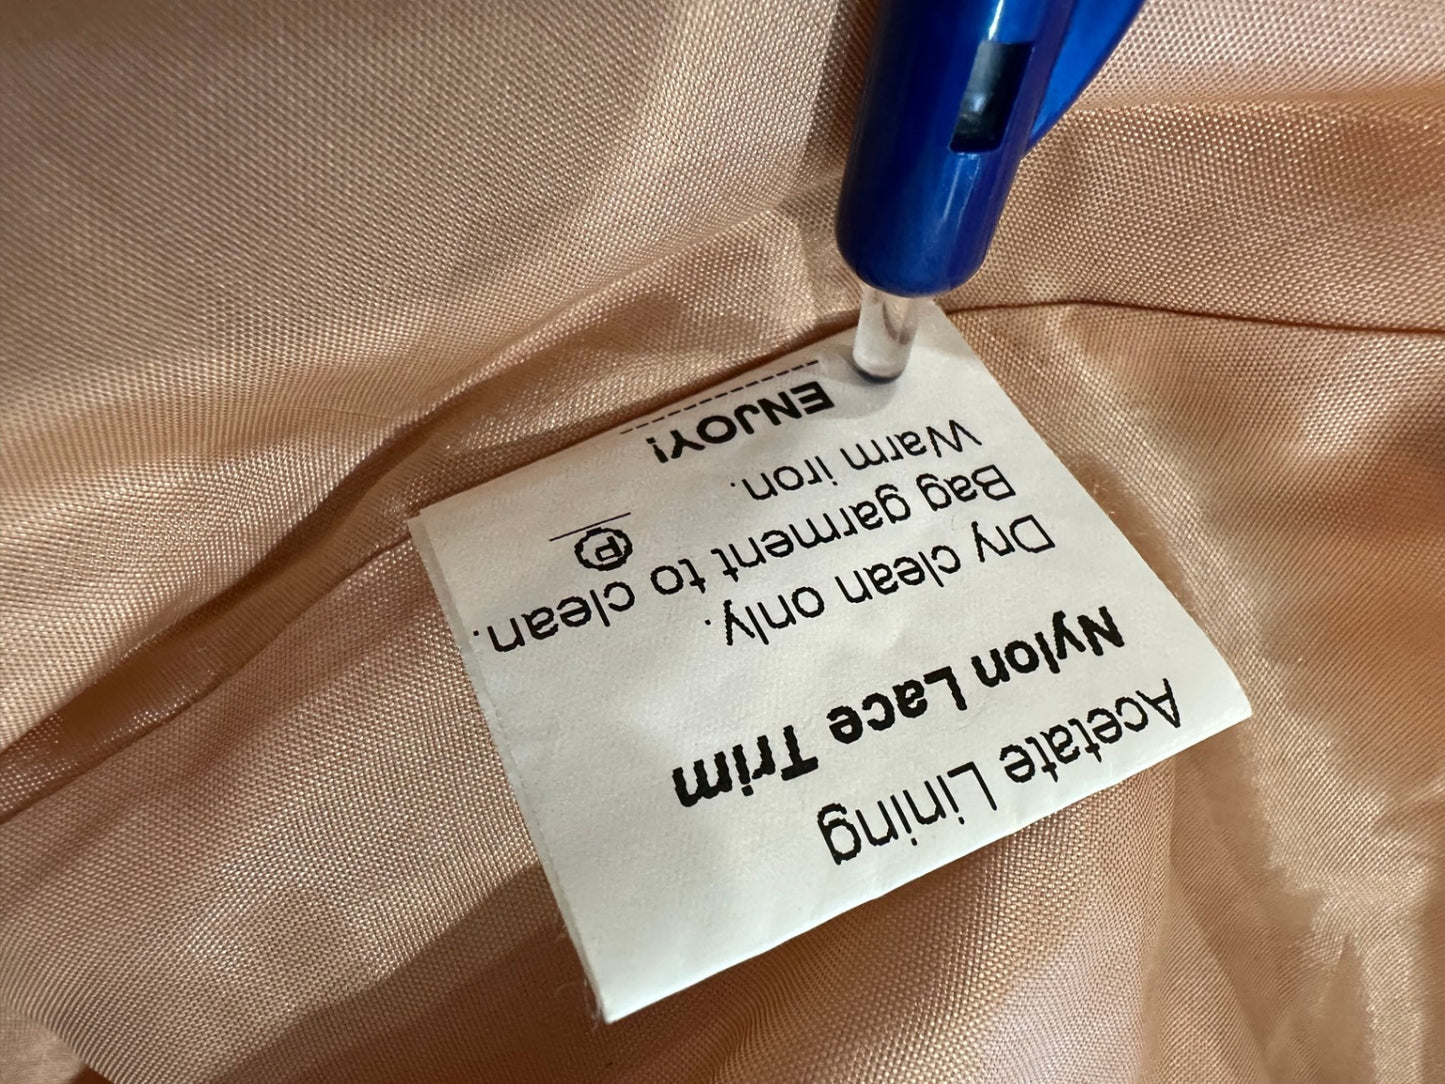 Acetate Lining
Nylon Lace Trim
Dry clean only.
Bag garment to clean.
Warm iron.
P
ENJOY!